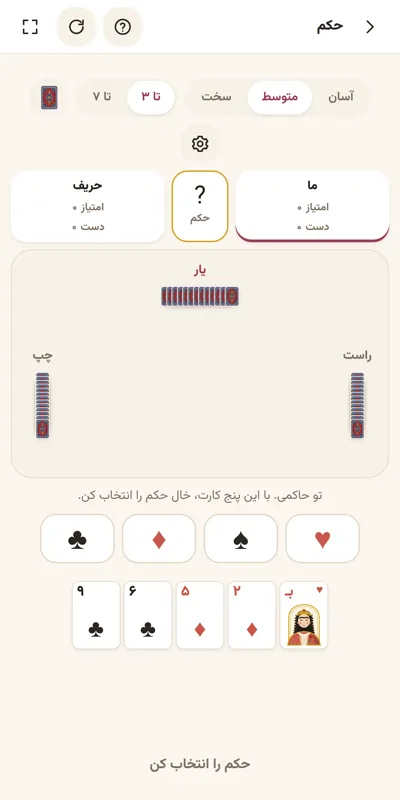 حکم
آسان متوسط سخت تا ۳ تا ۷
ما
امتیاز ۰
دست ۰
?
حکم
حریف
امتیاز ۰
دست ۰
یار
راست
چپ
تو حاکمی. با این پنج کارت، خال حکم را انتخاب کن.
بـ ۲ ۵ ۶ ۹
حکم را انتخاب کن